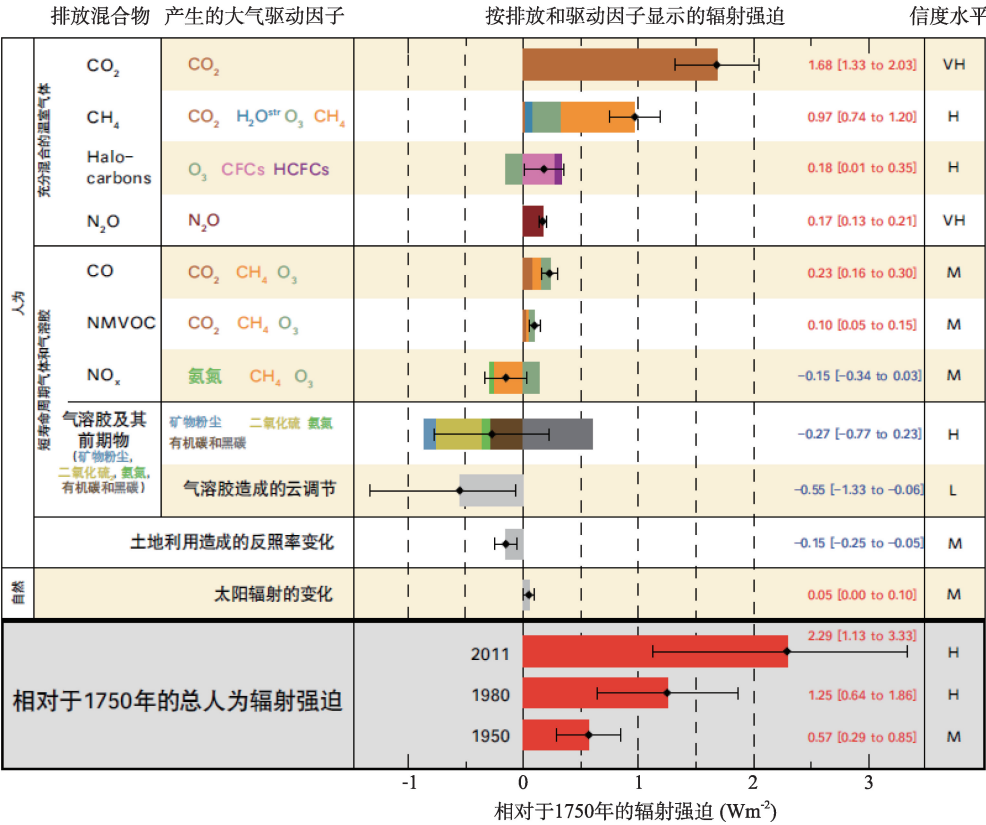 排放混合物 产生的大气驱动因子 按排放和驱动因子显示的辐射强迫 信度水平
人为
充分混合的温室气体
CO₂ CO₂ 1.68 [1.33 to 2.03] VH
CH₄ CO₂ H₂Oˢᵗʳ O₃ CH₄ 0.97 [0.74 to 1.20] H
Halo-
carbons O₃ CFCs HCFCs 0.18 [0.01 to 0.35] H
N₂O N₂O 0.17 [0.13 to 0.21] VH
短寿命周期气体和气溶胶
CO CO₂ CH₄ O₃ 0.23 [0.16 to 0.30] M
NMVOC CO₂ CH₄ O₃ 0.10 [0.05 to 0.15] M
NOₓ 氨氮 CH₄ O₃ −0.15 [−0.34 to 0.03] M
气溶胶及其
前期物
(矿物粉尘,
二氧化硫, 氨氮,
有机碳和黑碳)
矿物粉尘 二氧化硫 氨氮
有机碳和黑碳
−0.27 [−0.77 to 0.23] H
气溶胶造成的云调节 −0.55 [−1.33 to −0.06] L
土地利用造成的反照率变化 −0.15 [−0.25 to −0.05] M
自然
太阳辐射的变化 0.05 [0.00 to 0.10] M
相对于1750年的总人为辐射强迫
2011 2.29 [1.13 to 3.33] H
1980 1.25 [0.64 to 1.86] H
1950 0.57 [0.29 to 0.85] M
-1 0 1 2 3
相对于1750年的辐射强迫 (Wm⁻²)